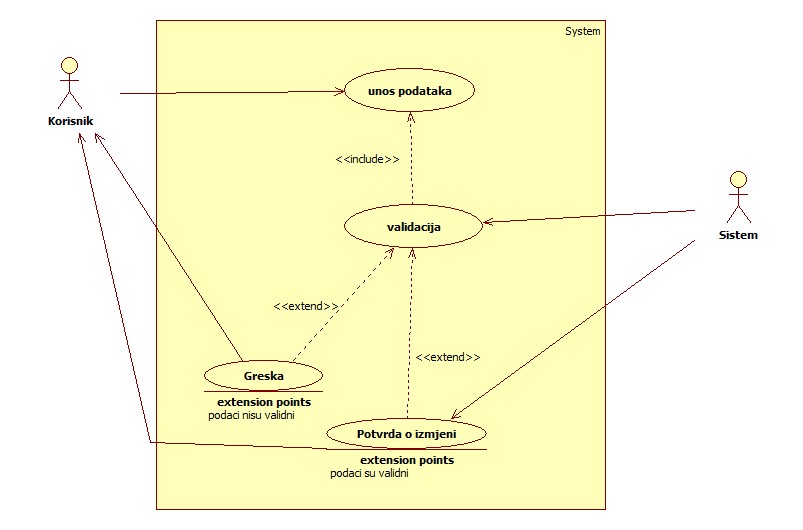 System
unos podataka
Korisnik
<<include>>
validacija
Sistem
<<extend>>
<<extend>>
Greska
extension points
podaci nisu validni
Potvrda o izmjeni
extension points
podaci su validni